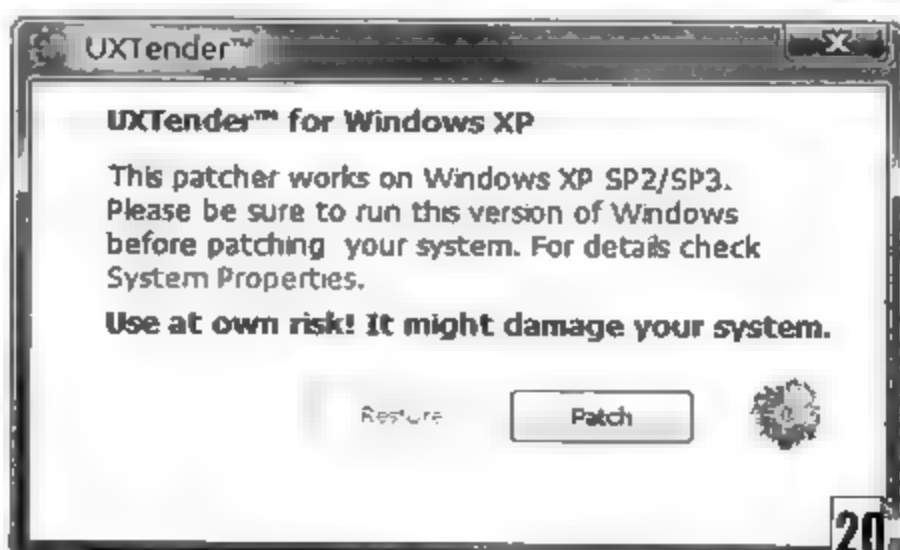 UXTender™
UXTender™ for Windows XP
This patcher works on Windows XP SP2/SP3.
Please be sure to run this version of Windows
before patching your system. For details check
System Properties.
Use at own risk! It might damage your system.
Restore
Patch
20